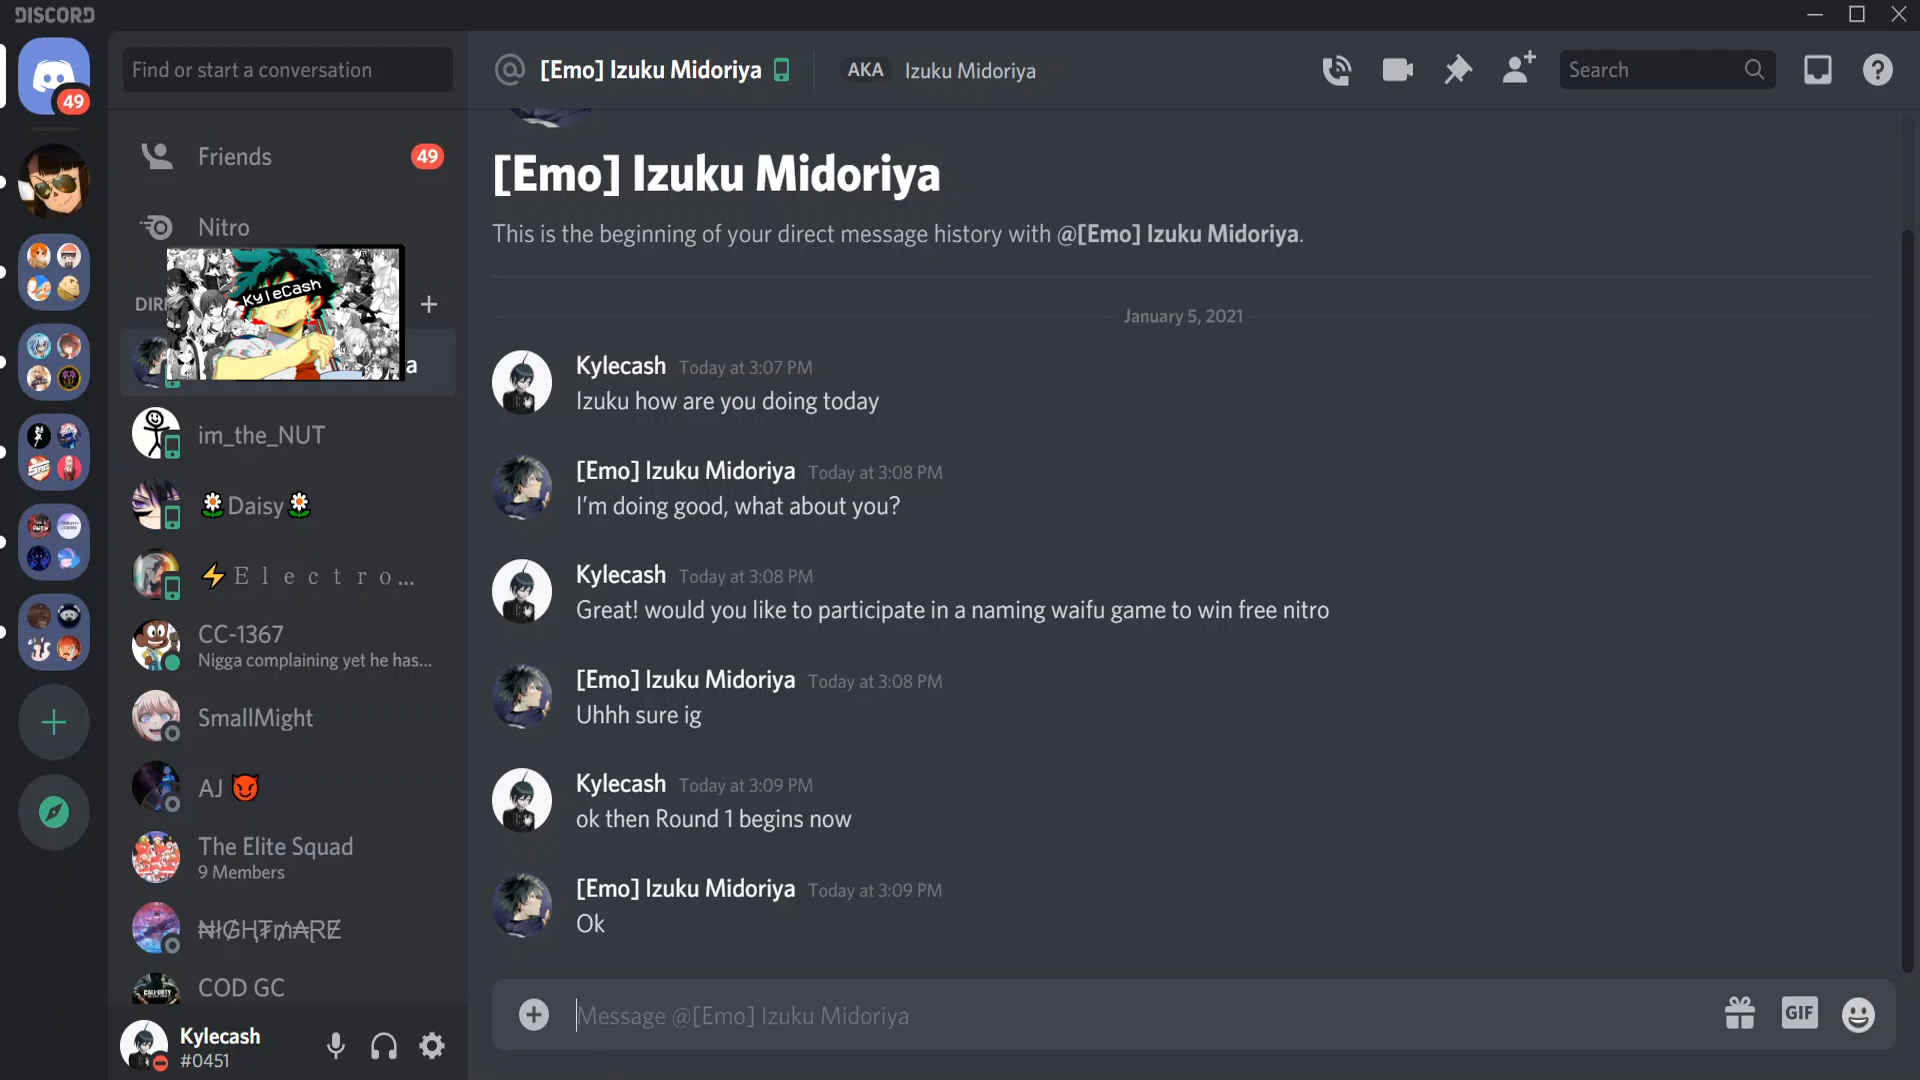 DISCORD
49
Find or start a conversation
Friends
49
Nitro
DIRE
KyleCash
a
im_the_NUT
🌼Daisy🌼
⚡Ｅｌｅｃｔｒｏ...
CC-1367
Nigga complaining yet he has...
SmallMight
AJ 😈
The Elite Squad
9 Members
COD GC
Kylecash
#0451
@ [Emo] Izuku Midoriya
AKA Izuku Midoriya
Search
[Emo] Izuku Midoriya
This is the beginning of your direct message history with @[Emo] Izuku Midoriya.
January 5, 2021
Kylecash Today at 3:07 PM
Izuku how are you doing today
[Emo] Izuku Midoriya Today at 3:08 PM
I'm doing good, what about you?
Kylecash Today at 3:08 PM
Great! would you like to participate in a naming waifu game to win free nitro
[Emo] Izuku Midoriya Today at 3:08 PM
Uhhh sure ig
Kylecash Today at 3:09 PM
ok then Round 1 begins now
[Emo] Izuku Midoriya Today at 3:09 PM
Ok
Message @[Emo] Izuku Midoriya
GIF